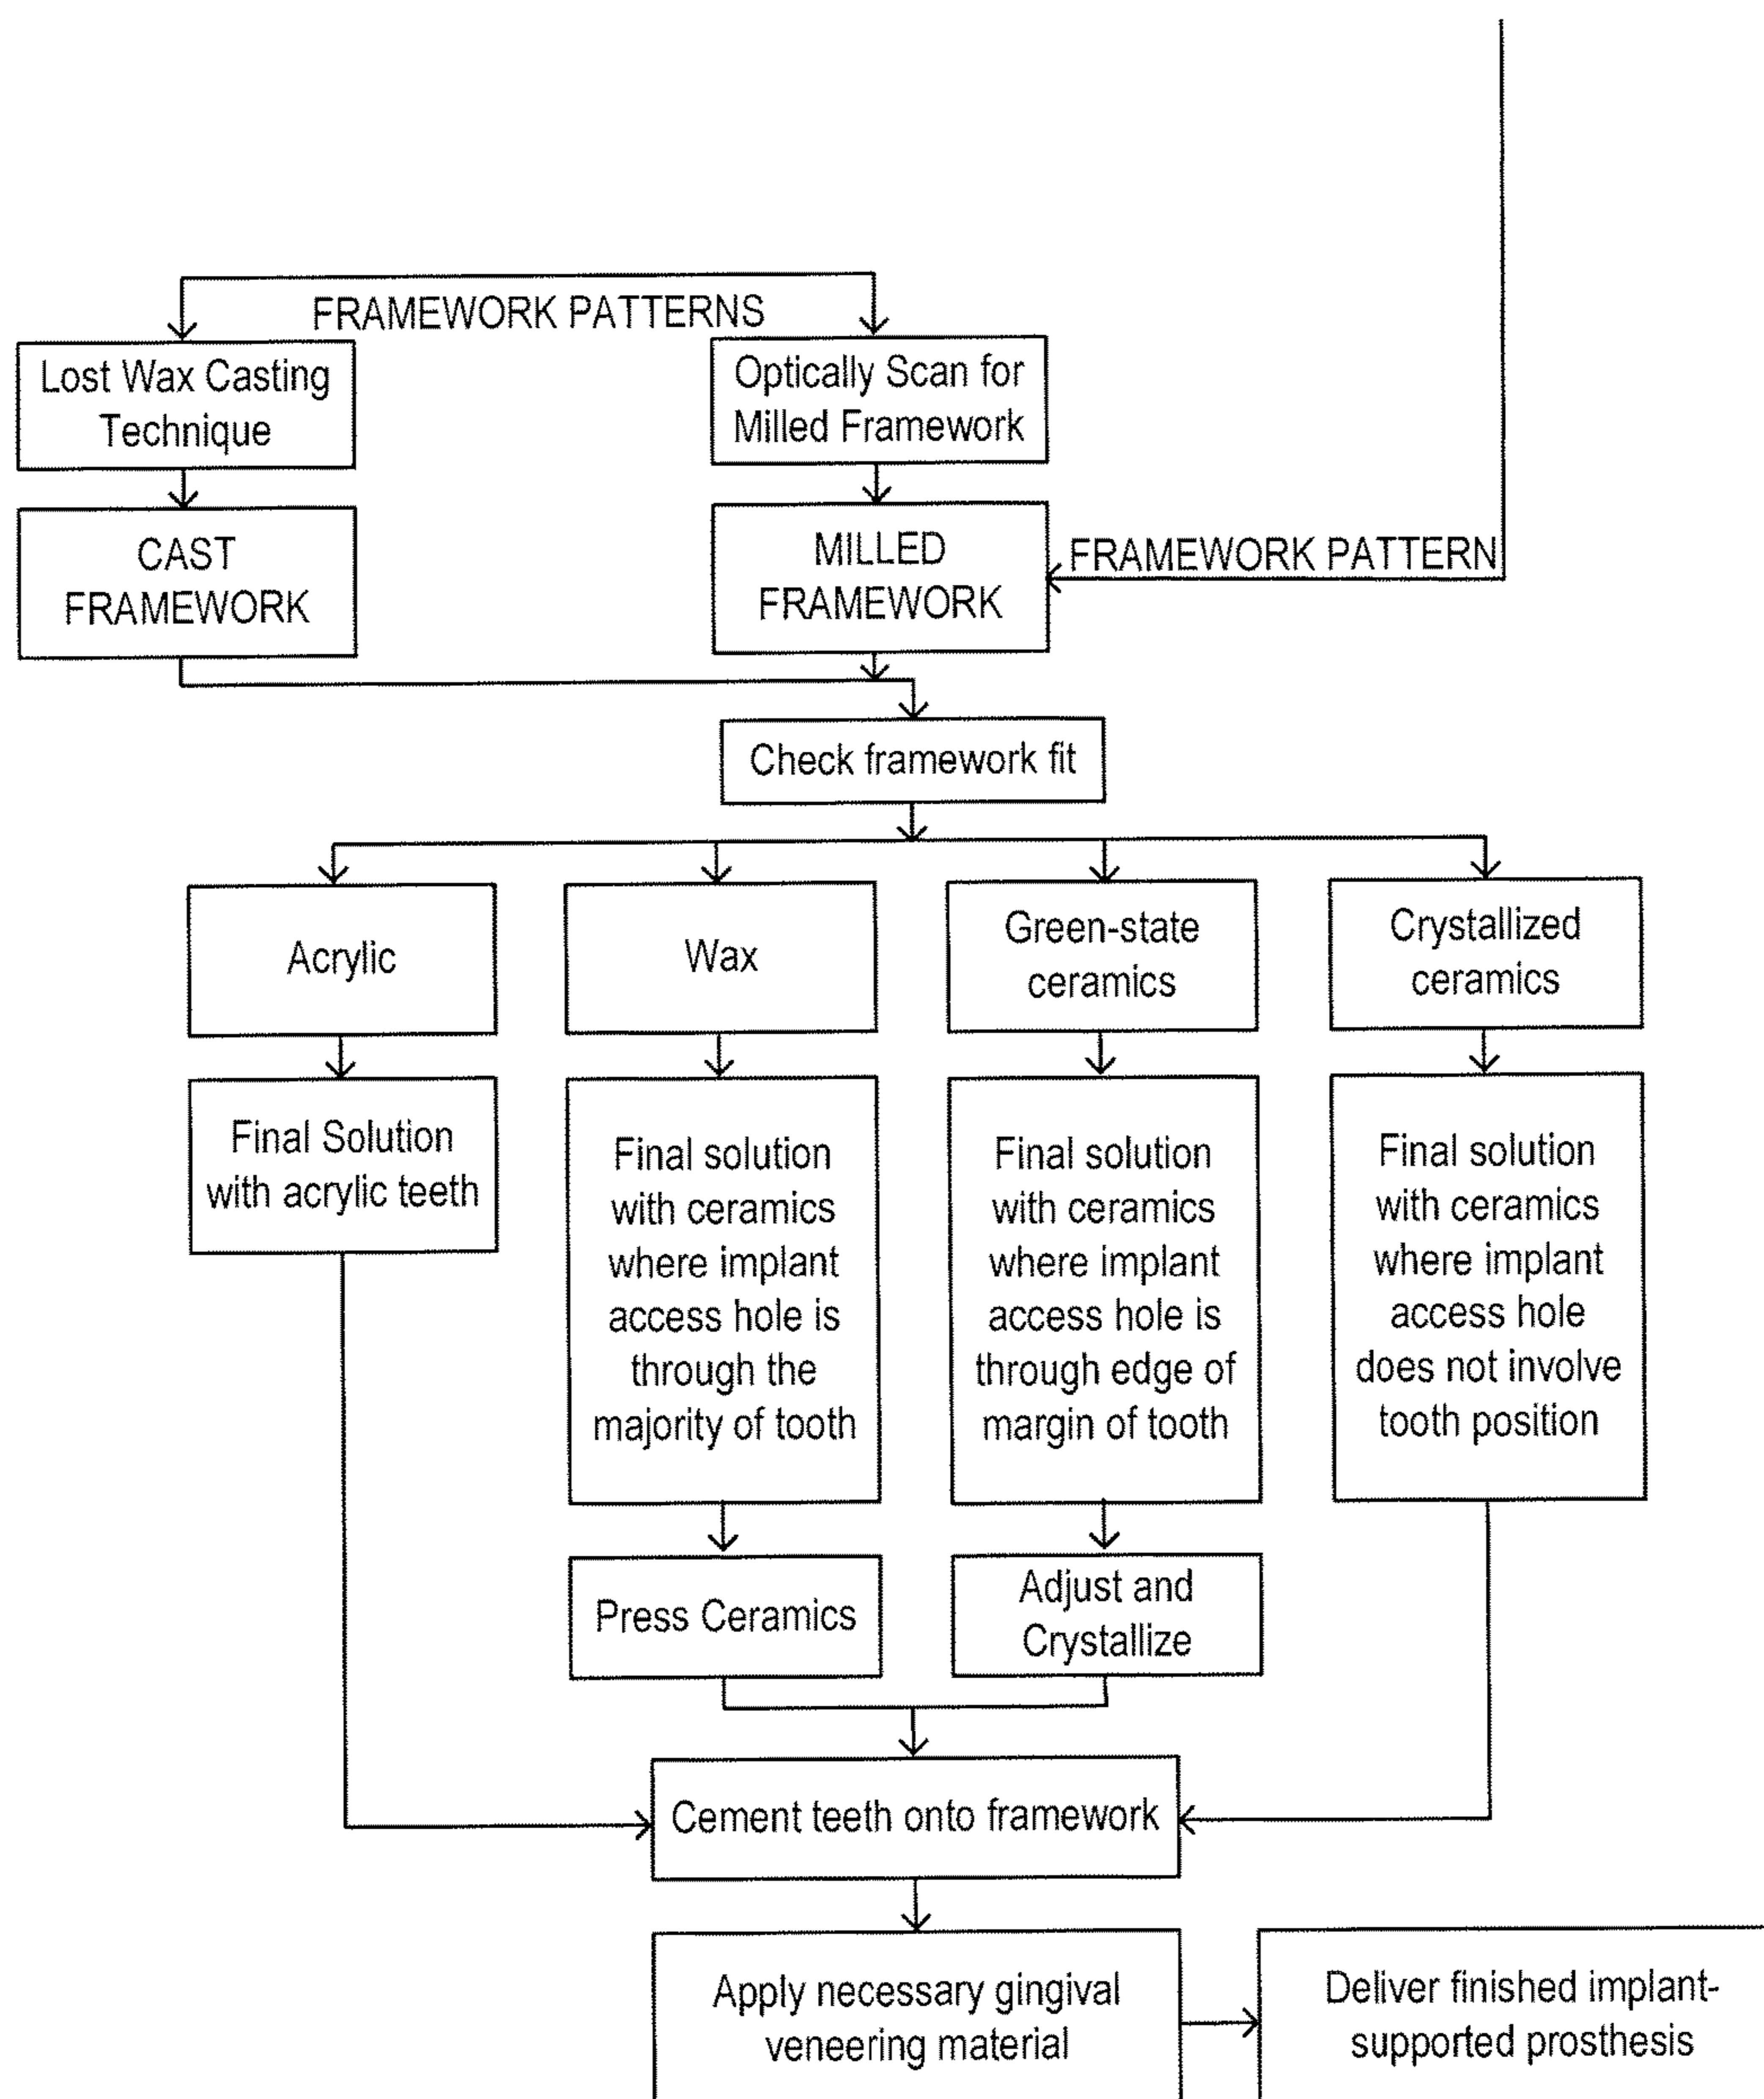 FRAMEWORK PATTERNS
Lost Wax Casting
Technique
Optically Scan for
Milled Framework
CAST
FRAMEWORK
MILLED
FRAMEWORK
FRAMEWORK PATTERN
Check framework fit
Acrylic
Wax
Green-state
ceramics
Crystallized
ceramics
Final Solution
with acrylic teeth
Final solution
with ceramics
where implant
access hole is
through the
majority of tooth
Final solution
with ceramics
where implant
access hole is
through edge of
margin of tooth
Final solution
with ceramics
where implant
access hole
does not involve
tooth position
Press Ceramics
Adjust and
Crystallize
Cement teeth onto framework
Apply necessary gingival
veneering material
Deliver finished implant-
supported prosthesis